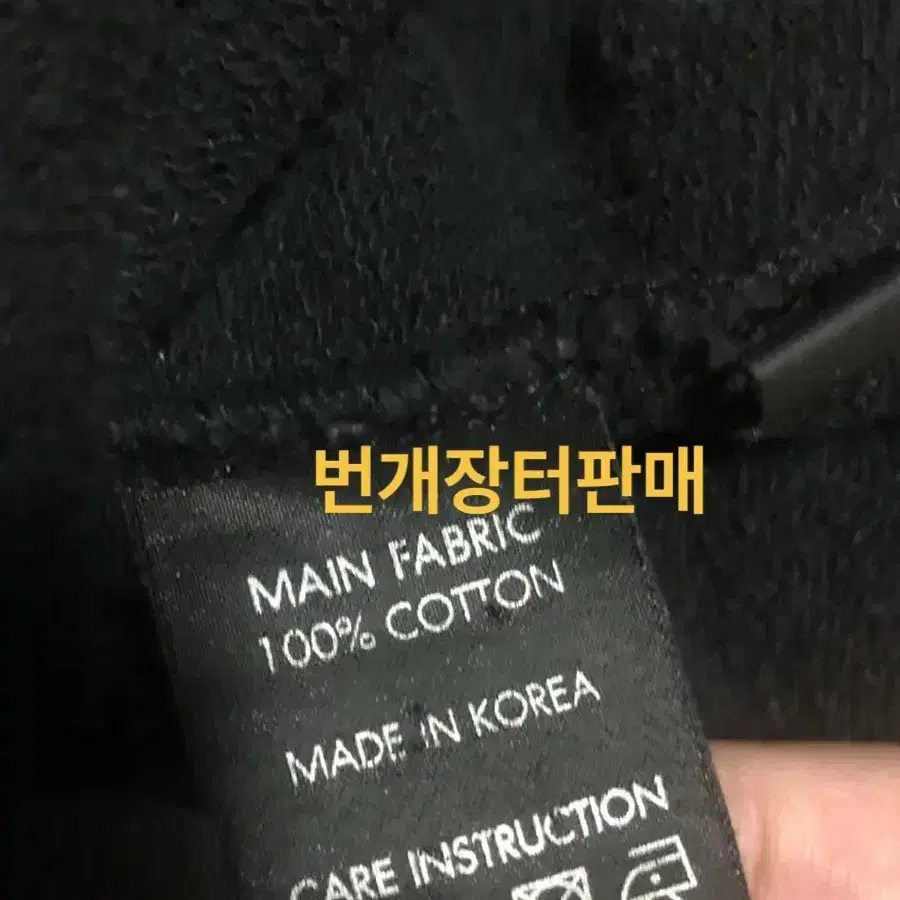 번개장터판매
MAIN FABRIC
100% COTTON
MADE IN KOREA
CARE INSTRUCTION